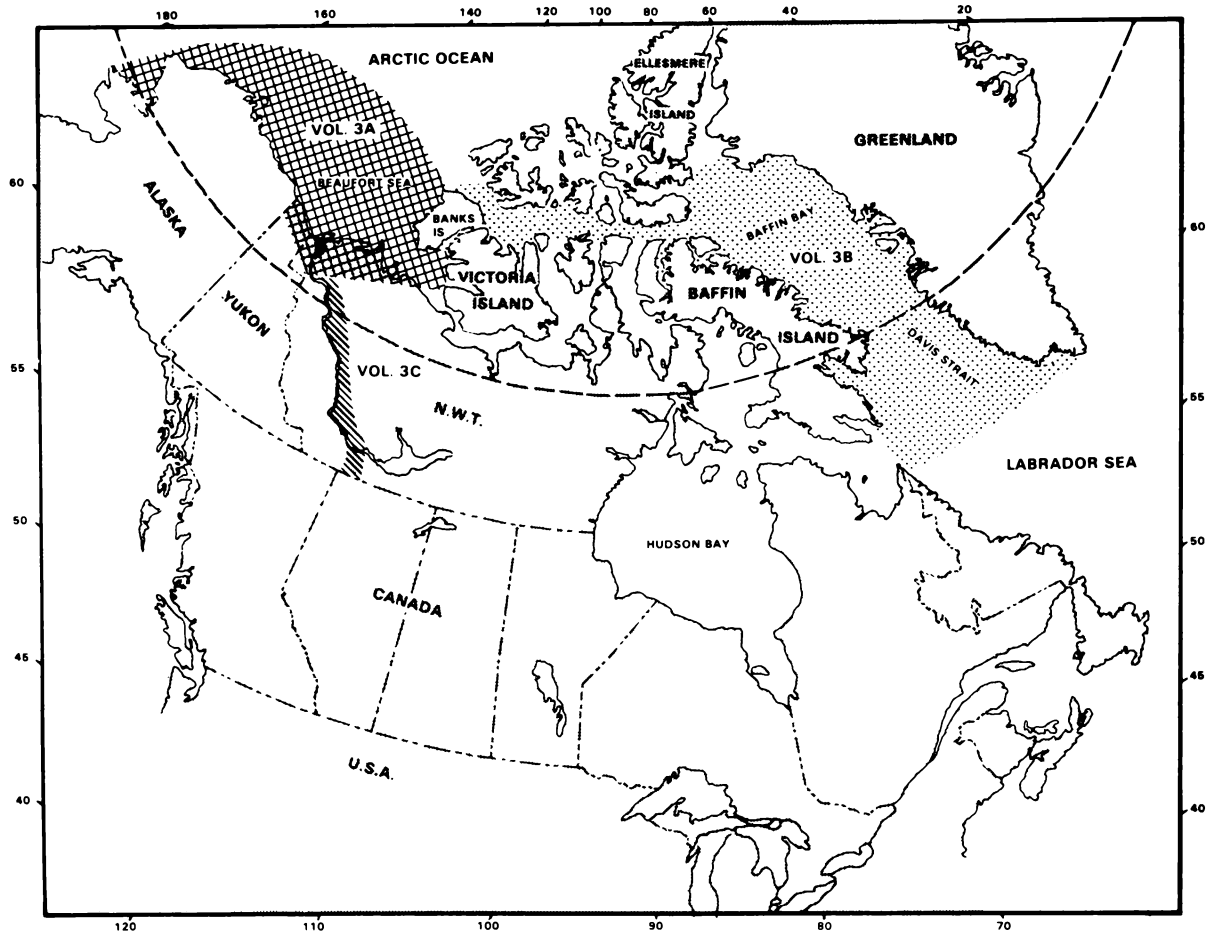 180 160 140 120 100 80 60 40 20
ARCTIC OCEAN
ELLESMERE
ISLAND
VOL. 3A
GREENLAND
60
ALASKA
BEAUFORT SEA
BANKS
IS
BAFFIN BAY
60
VOL. 3B
VICTORIA
ISLAND
BAFFIN
ISLAND
YUKON
DAVIS STRAIT
55
VOL. 3C
N.W.T.
55
LABRADOR SEA
50
HUDSON BAY
50
CANADA
45
45
U.S.A.
40
40
120 110 100 90 80 70